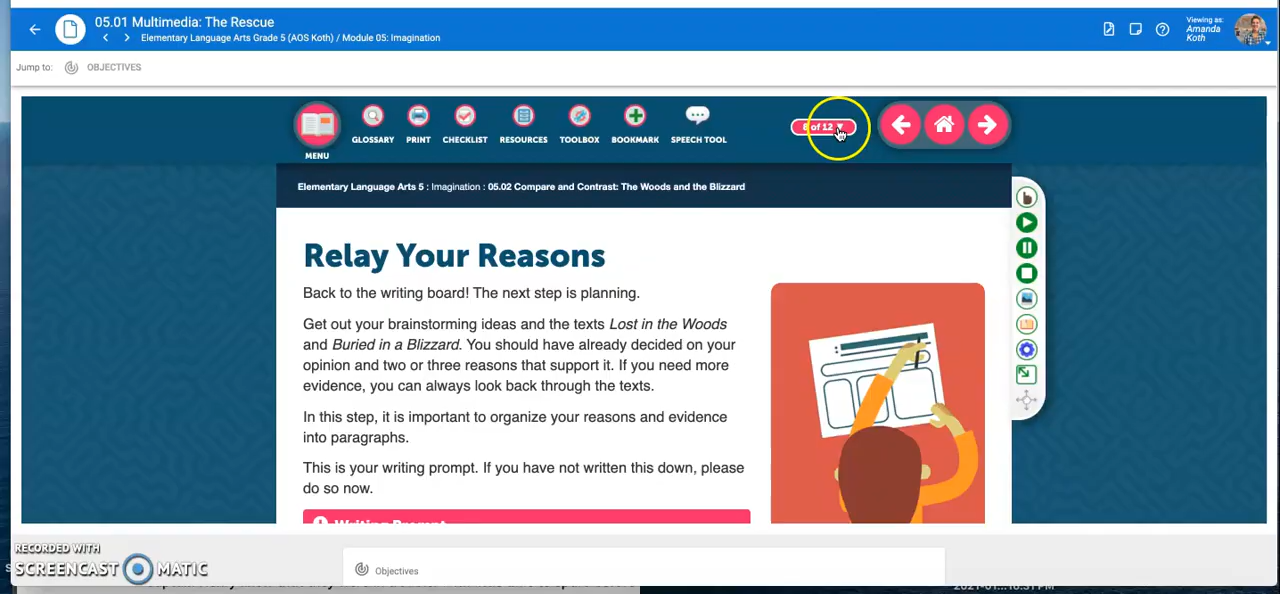 05.01 Multimedia: The Rescue
Elementary Language Arts Grade 5 (AOS Koth) / Module 05: Imagination
Viewing as:
Amanda
Koth
Jump to: OBJECTIVES
MENU
GLOSSARY
PRINT
CHECKLIST
RESOURCES
TOOLBOX
BOOKMARK
SPEECH TOOL
8 of 12
Elementary Language Arts 5 : Imagination : 05.02 Compare and Contrast: The Woods and the Blizzard
Relay Your Reasons
Back to the writing board! The next step is planning.
Get out your brainstorming ideas and the texts Lost in the Woods
and Buried in a Blizzard. You should have already decided on your
opinion and two or three reasons that support it. If you need more
evidence, you can always look back through the texts.
In this step, it is important to organize your reasons and evidence
into paragraphs.
This is your writing prompt. If you have not written this down, please
do so now.
Writing Prompt
Objectives
RECORDED WITH
SCREENCAST MATIC